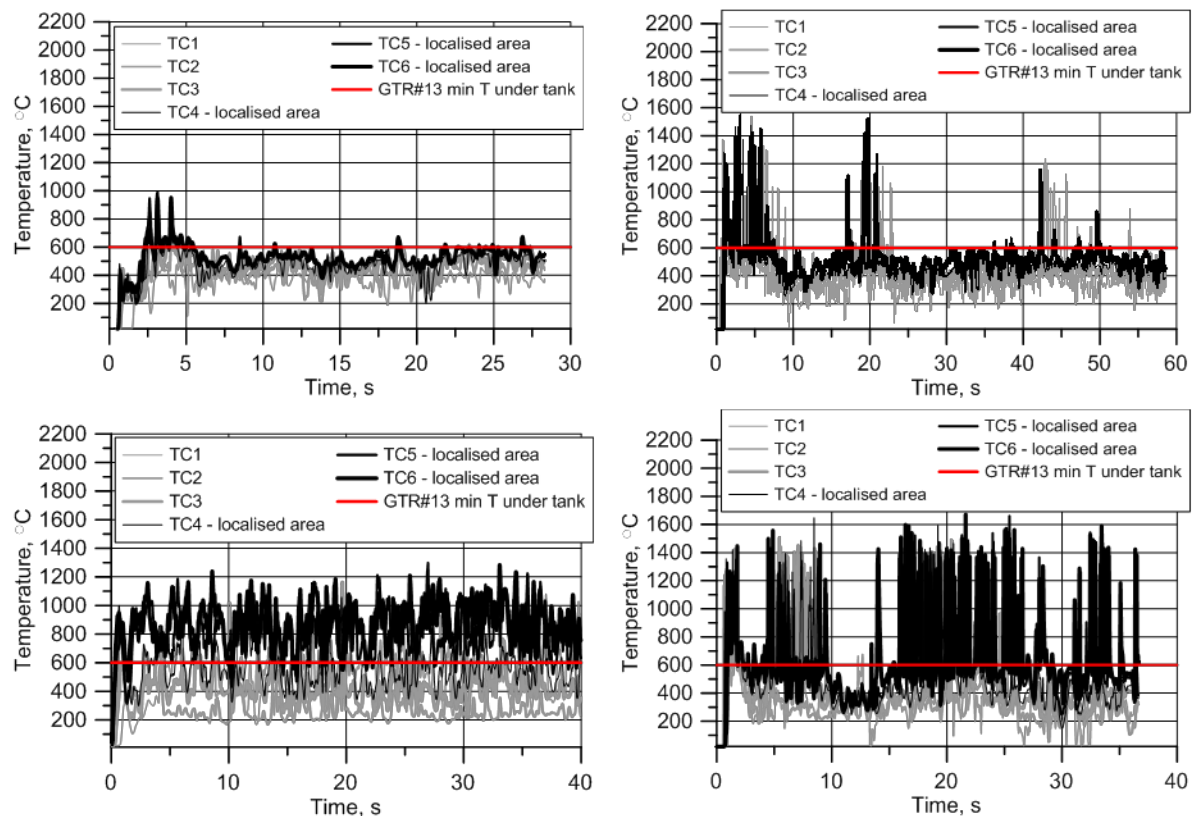 2200
2000
1800
1600
1400
1200
1000
800
600
400
200
Temperature, °C
TC1
TC2
TC3
TC4 - localised area
TC5 - localised area
TC6 - localised area
GTR#13 min T under tank
0 5 10 15 20 25 30
Time, s
2200
2000
1800
1600
1400
1200
1000
800
600
400
200
Temperature, °C
TC1
TC2
TC3
TC4 - localised area
TC5 - localised area
TC6 - localised area
GTR#13 min T under tank
0 10 20 30 40 50 60
Time, s
2200
2000
1800
1600
1400
1200
1000
800
600
400
200
Temperature, °C
TC1
TC2
TC3
TC4 - localised area
TC5 - localised area
TC6 - localised area
GTR#13 min T under tank
0 10 20 30 40
Time, s
2200
2000
1800
1600
1400
1200
1000
800
600
400
200
Temperature, °C
TC1
TC2
TC3
TC4 - localised area
TC5 - localised area
TC6 - localised area
GTR#13 min T under tank
0 10 20 30 40
Time, s